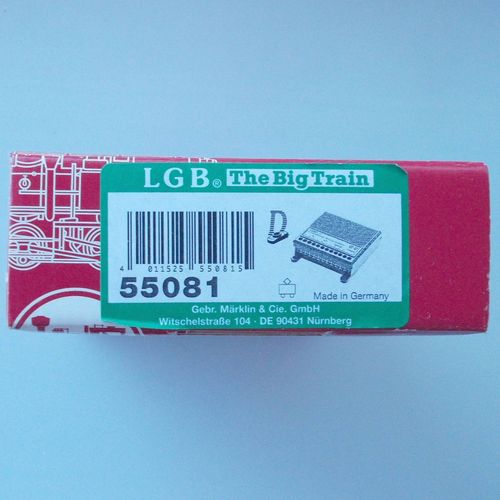 LGB® The Big Train
4 011525 550815
55081
Made in Germany
Gebr. Märklin & Cie. GmbH
Witschelstraße 104 · DE 90431 Nürnberg